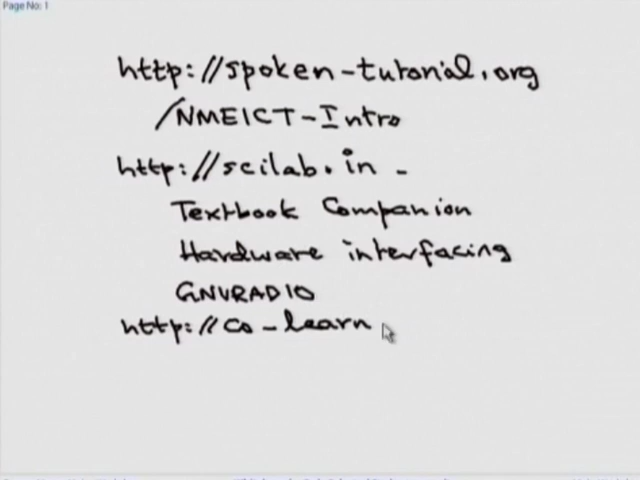 Page No: 1
http://spoken-tutorial.org
/NMEICT-Intro
http://scilab.in -
Textbook Companion
Hardware interfacing
GNURADIO
http://co-learn